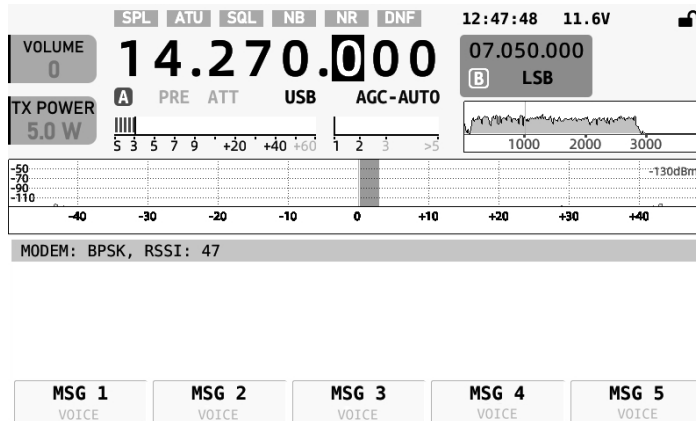 SPL ATU SQL NB NR DNF 12:47:48 11.6V
VOLUME
0
14.270.000
07.050.000
B LSB
TX POWER
5.0 W
A PRE ATT USB AGC-AUTO
S 3 5 7 9 +20 +40 +60 1 2 3 >5
1000 2000 3000
-50
-70
-90
-110
-130dBm
-40 -30 -20 -10 0 +10 +20 +30 +40
MODEM: BPSK, RSSI: 47
MSG 1 MSG 2 MSG 3 MSG 4 MSG 5
VOICE VOICE VOICE VOICE VOICE